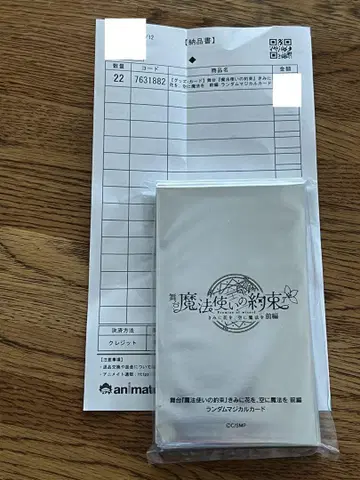 【納品書】
数量 コード 商品名 金額
22 7631882 【グッズ-カード】舞台『魔法使いの約束』きみに
花を、空に魔法を 前編 ランダムマジカルカード
決済方法
クレジット
【注意事項】
animate
舞台
魔法使いの約束
Promise of wizard
きみに花を、空に魔法を 前編
舞台『魔法使いの約束』きみに花を、空に魔法を 前編
ランダムマジカルカード
©C/SMP